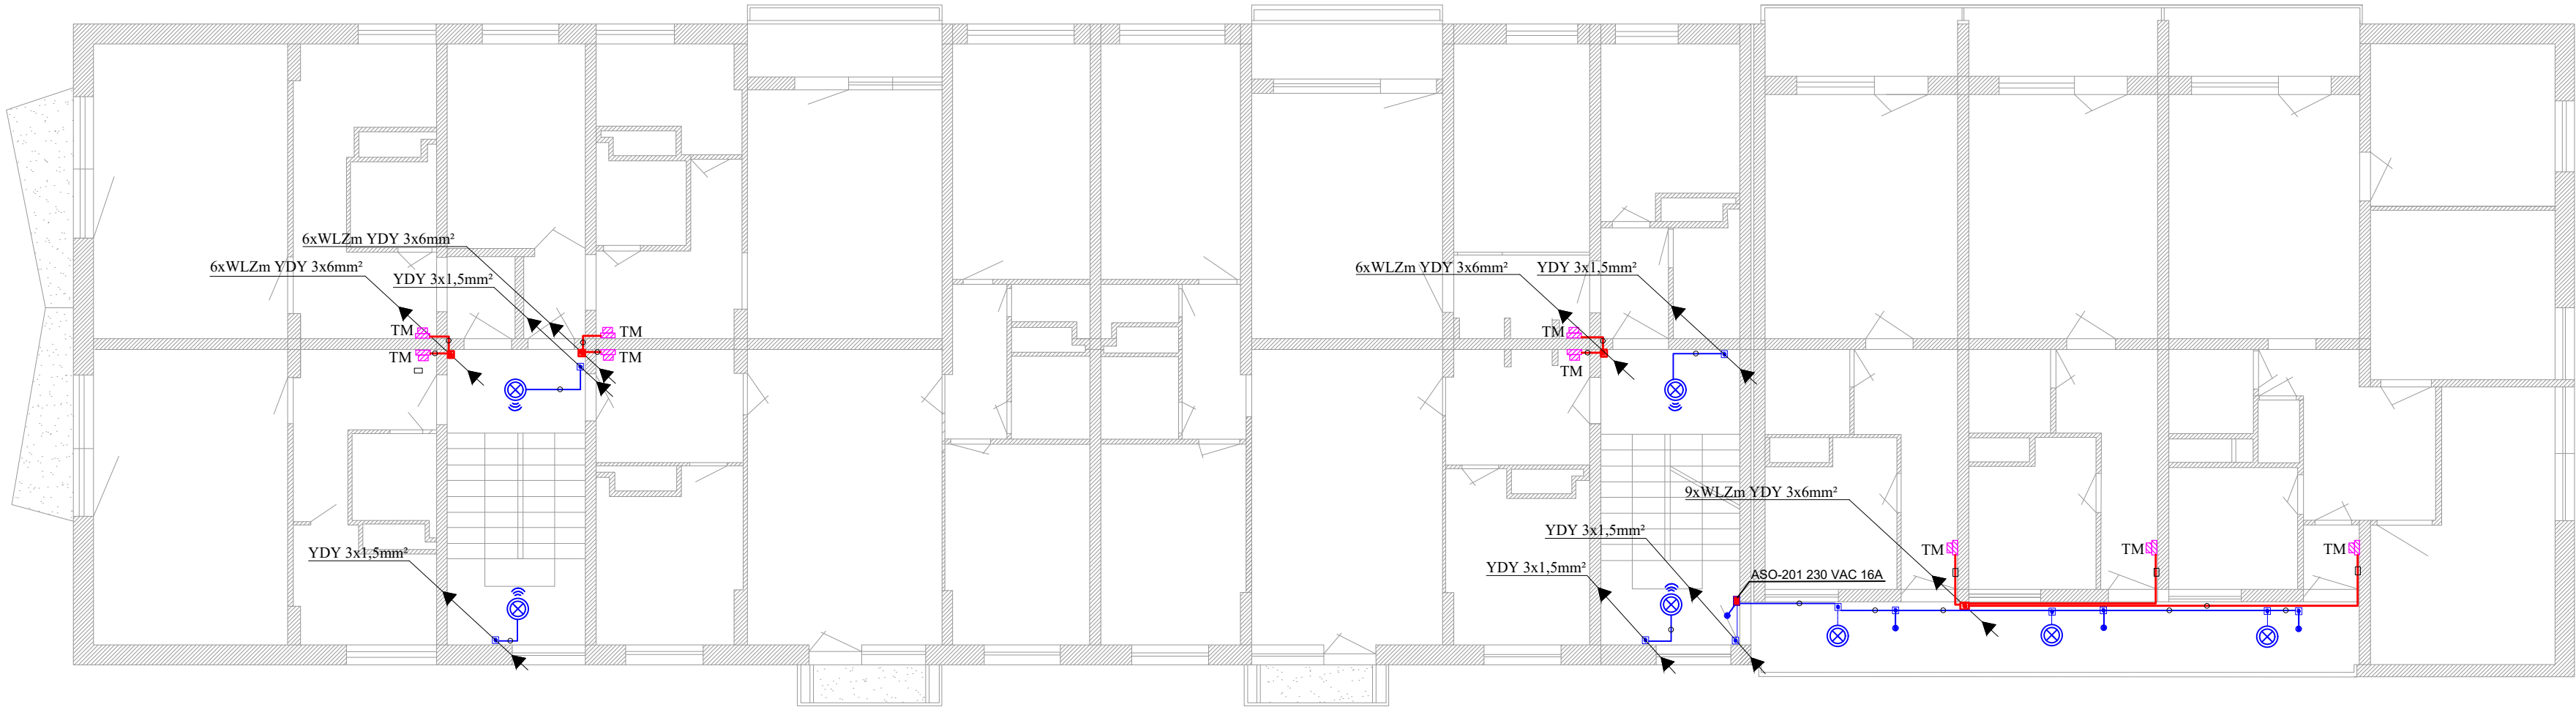 6xWLZm YDY 3x6mm²
6xWLZm YDY 3x6mm²
YDY 3x1,5mm²
TM
TM
TM
TM
6xWLZm YDY 3x6mm²
YDY 3x1,5mm²
TM
TM
9xWLZm YDY 3x6mm²
YDY 3x1,5mm²
YDY 3x1,5mm²
YDY 3x1,5mm²
TM
TM
TM
ASO-201 230 VAC 16A